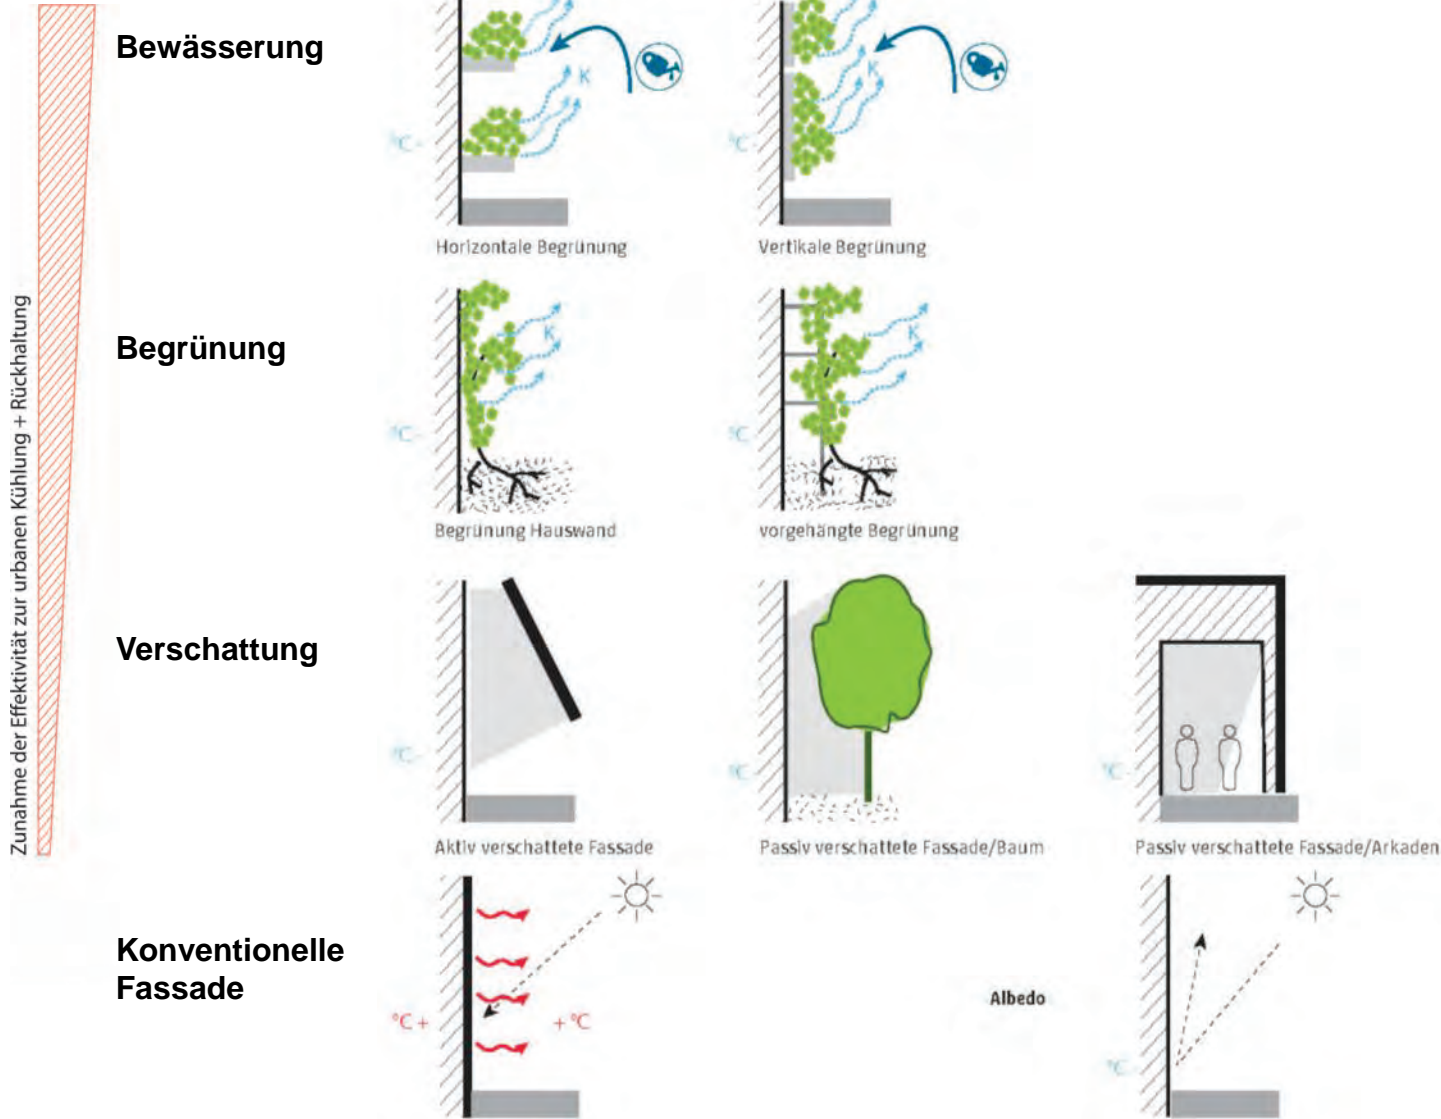 Zunahme der Effektivität zur urbanen Kühlung + Rückhaltung
Bewässerung
K
K
°C -
°C -
Horizontale Begrünung
Vertikale Begrünung
Begrünung
K
K
°C -
°C -
Begrünung Hauswand
vorgehängte Begrünung
Verschattung
°C -
°C -
°C -
Aktiv verschattete Fassade
Passiv verschattete Fassade/Baum
Passiv verschattete Fassade/Arkaden
Konventionelle
Fassade
°C +
+ °C
Albedo
°C -